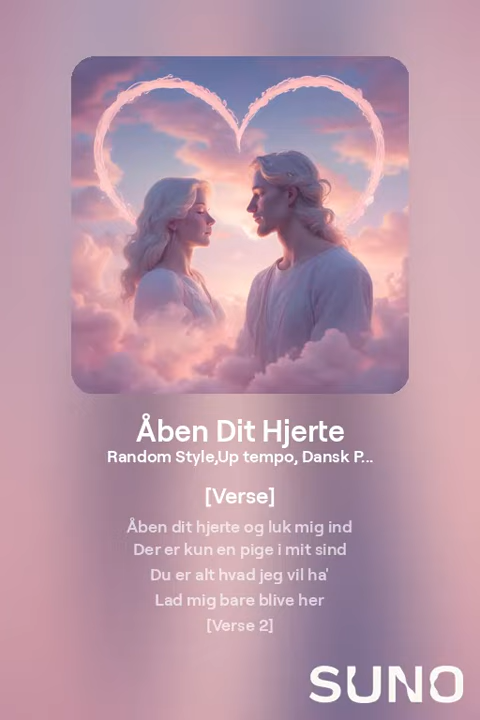 Åben Dit Hjerte
Random Style,Up tempo, Dansk P...
[Verse]
Åben dit hjerte og luk mig ind
Der er kun en pige i mit sind
Du er alt hvad jeg vil ha'
Lad mig bare blive her
[Verse 2]
SUNO